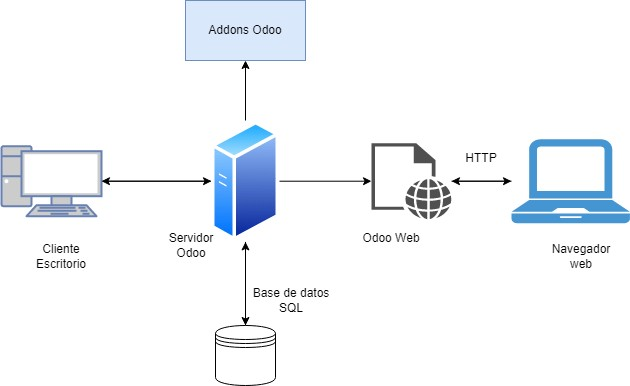 Addons Odoo
HTTP
Cliente
Escritorio
Servidor
Odoo
Odoo Web
Navegador
web
Base de datos
SQL